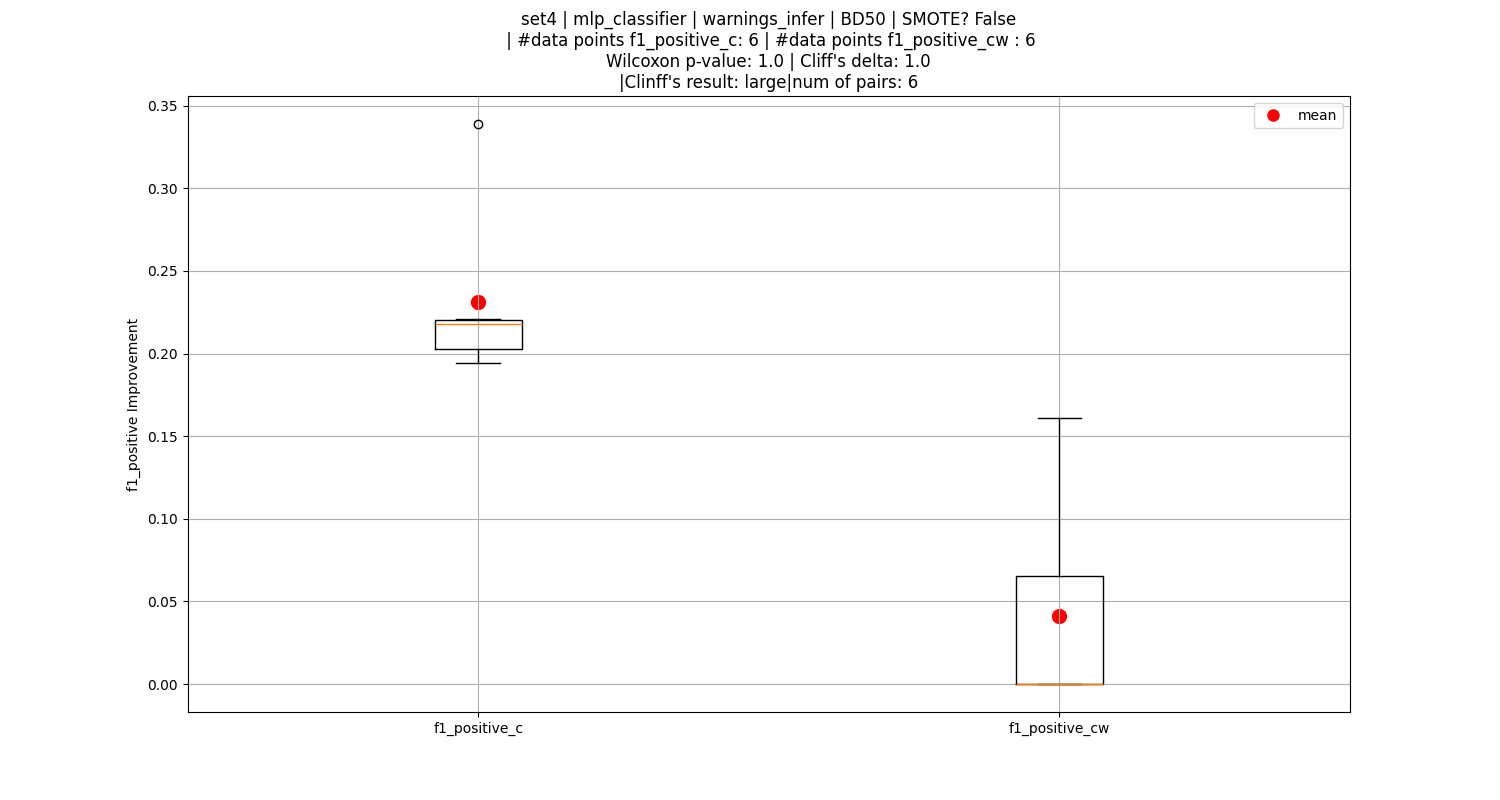 set4 | mlp_classifier | warnings_infer | BD50 | SMOTE? False
| #data points f1_positive_c: 6 | #data points f1_positive_cw : 6
Wilcoxon p-value: 1.0 | Cliff's delta: 1.0
|Clinff's result: large|num of pairs: 6
mean
0.35
0.30
0.25
0.20
0.15
0.10
0.05
0.00
f1_positive Improvement
f1_positive_c
f1_positive_cw